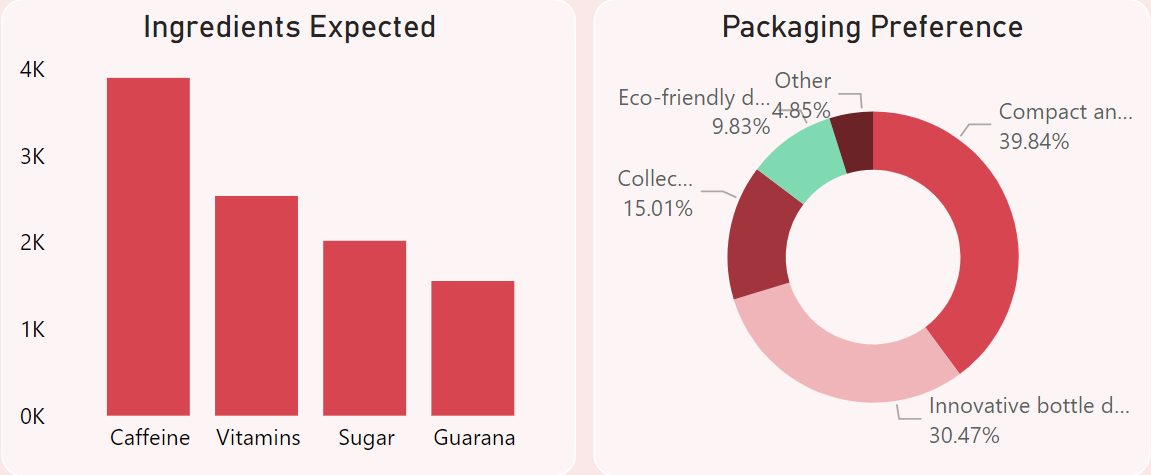 Ingredients Expected
4K
3K
2K
1K
0K
Caffeine Vitamins Sugar Guarana
Packaging Preference
Other
4.85%
Eco-friendly d...
9.83%
Collec...
15.01%
Compact an...
39.84%
Innovative bottle d...
30.47%